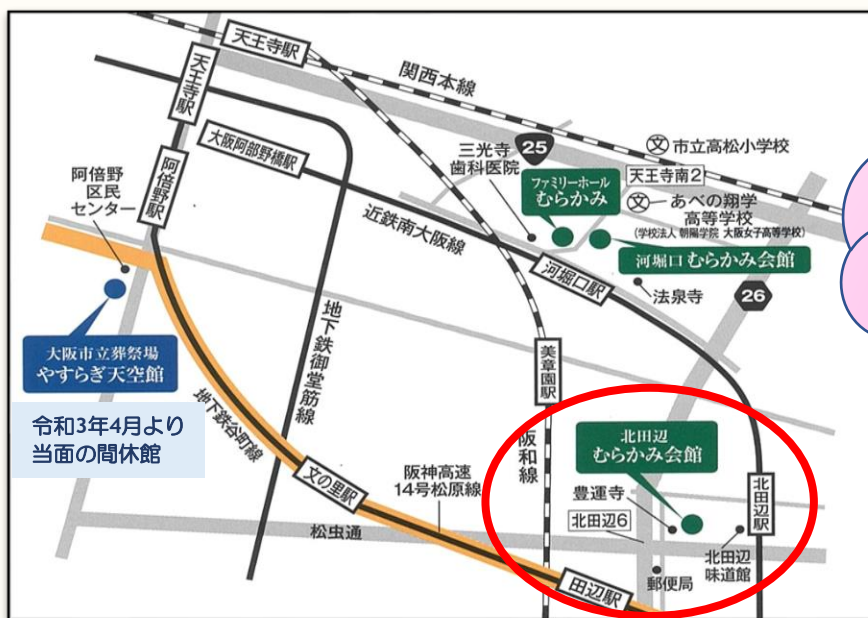 天王寺駅
天王寺駅
関西本線
大阪阿部野橋駅
三光寺
歯科医院
25
文 市立高松小学校
天王寺南2
ファミリーホール
むらかみ
文 あべの翔学
高等学校
(学校法人 朝陽学院 大阪女子高等学校)
阿倍野
区民
センター
阿倍野駅
近鉄南大阪線
河堀口 むらかみ会館
河堀口駅
法泉寺
26
大阪市立葬祭場
やすらぎ天空館
地下鉄御堂筋線
美章園駅
令和3年4月より
当面の間休館
地下鉄谷町線
阪和線
北田辺
むらかみ会館
文の里駅
阪神高速
14号松原線
豊運寺
北田辺駅
北田辺6
松虫通
北田辺
味道館
田辺駅
郵便局